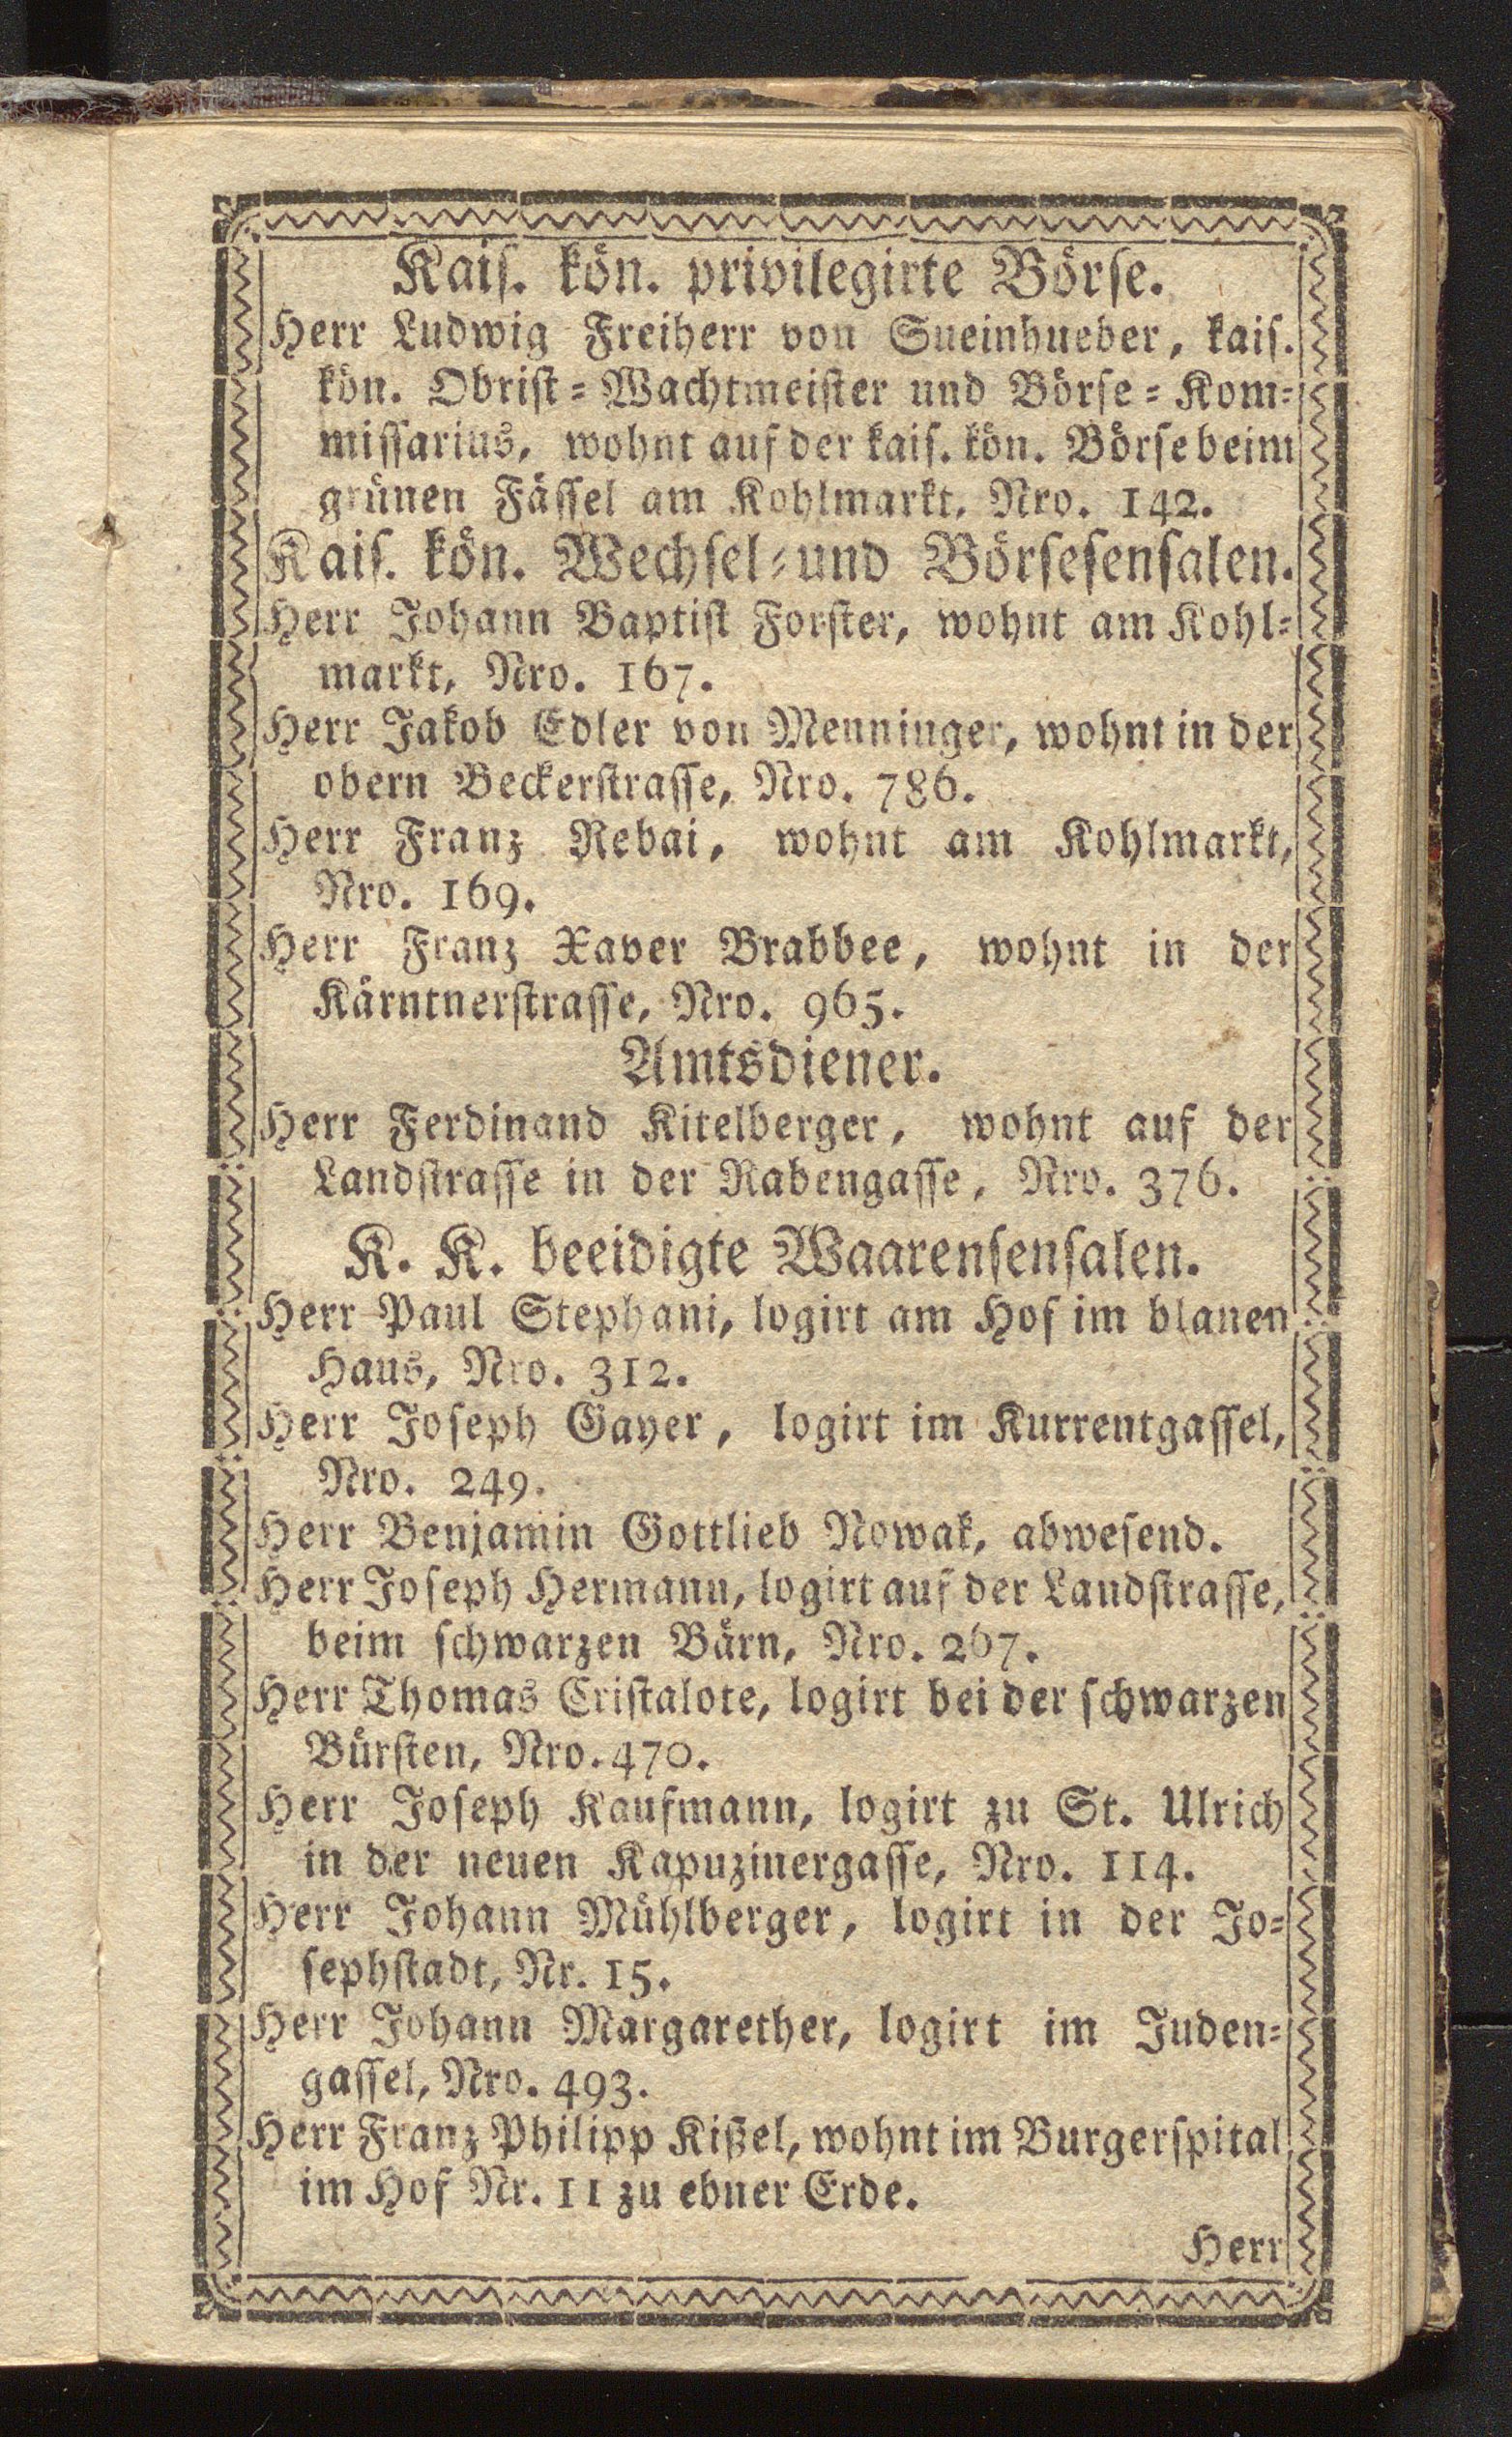 Kais. kön. privilegirte Börse.
Herr Ludwig Freiherr von Sueinhueber, kais.
kön. Obrist-Wachtmeister und Börse-Kom-
missarius, wohnt auf der kais. kön. Börse beim
grünen Fässel am Kohlmarkt, Nro. 142.
Kais. kön. Wechsel- und Börsesensalen.
Herr Johann Baptist Forster, wohnt am Kohl-
markt, Nro. 167.
Herr Jakob Edler von Menninger, wohnt in der
obern Beckerstrasse, Nro. 786.
Herr Franz Rebai, wohnt am Kohlmarkt,
Nro. 169.
Herr Franz Xaver Brabbee, wohnt in der
Kärntnerstrasse, Nro. 965.
Amtsdiener.
Herr Ferdinand Kitelberger, wohnt auf der
Landstrasse in der Rabengasse, Nro. 376.
K. K. beeidigte Waarensensalen.
Herr Paul Stephani, logirt am Hof im blauen
Haus, Nro. 312.
Herr Joseph Gayer, logirt im Kurrentgassel,
Nro. 249.
Herr Benjamin Gottlieb Nowak, abwesend.
Herr Joseph Hermann, logirt auf der Landstrasse,
beim schwarzen Bärn, Nro. 267.
Herr Thomas Cristalote, logirt bei der schwarzen
Bürsten, Nro. 470.
Herr Joseph Kaufmann, logirt zu St. Ulrich
in der neuen Kapuzinergasse, Nro. 114.
Herr Johann Mühlberger, logirt in der Jo-
sephstadt, Nr. 15.
Herr Johann Margarether, logirt im Juden-
gassel, Nro. 493.
Herr Franz Philipp Kißel, wohnt im Burgerspital
im Hof Nr. 11 zu ebner Erde.
Herr